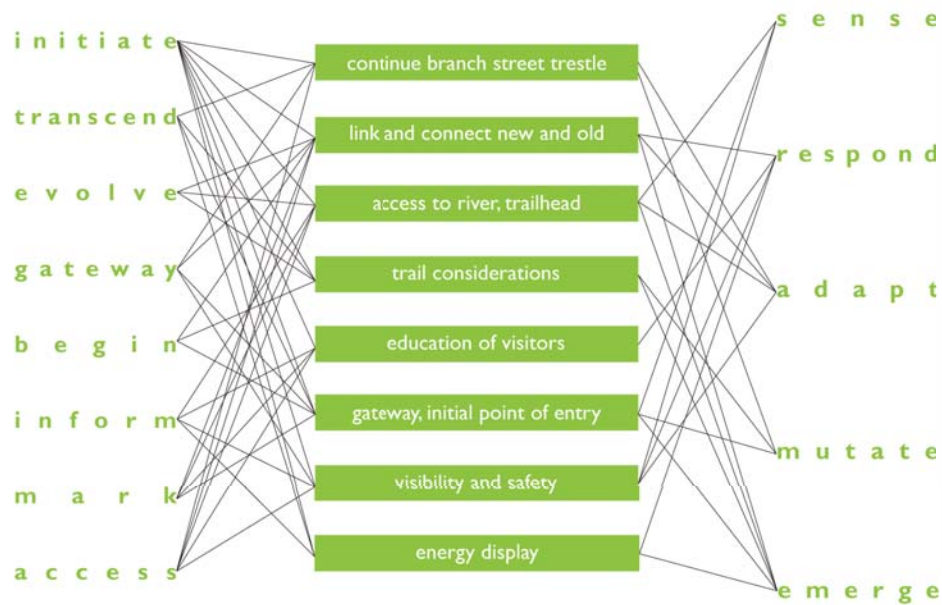 initiate
transcend
evolve
gateway
begin
inform
mark
access
continue branch street trestle
link and connect new and old
access to river, trailhead
trail considerations
education of visitors
gateway, initial point of entry
visibility and safety
energy display
sense
respond
adapt
mutate
emerge